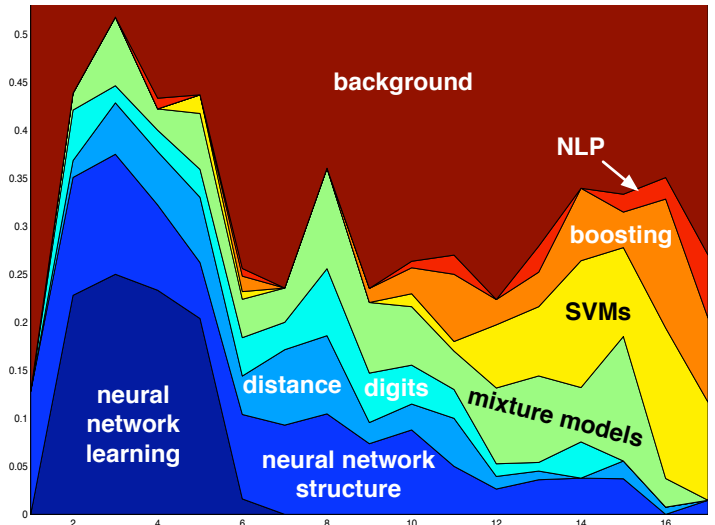 0.5
0.45
0.4
0.35
0.3
0.25
0.2
0.15
0.1
0.05
0
background
NLP
boosting
SVMs
mixture models
digits
distance
neural
network
learning
neural network
structure
2 4 6 8 10 12 14 16